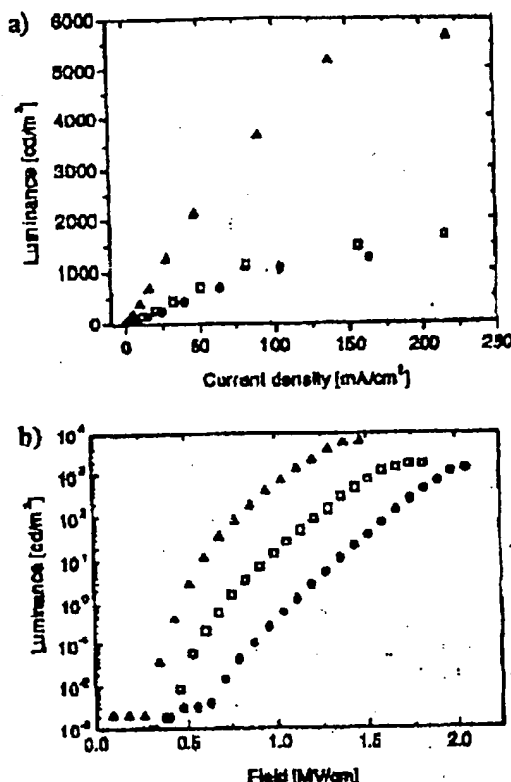 a)
6000
5000
4000
3000
2000
1000
0
Luminance [cd/m²]
0 50 100 150 200 250
Current density [mA/cm²]
b)
10⁴
10³
10²
10¹
10⁰
10⁻¹
10⁻²
10⁻³
Luminance [cd/m²]
0.0 0.5 1.0 1.5 2.0
Field [MV/cm]